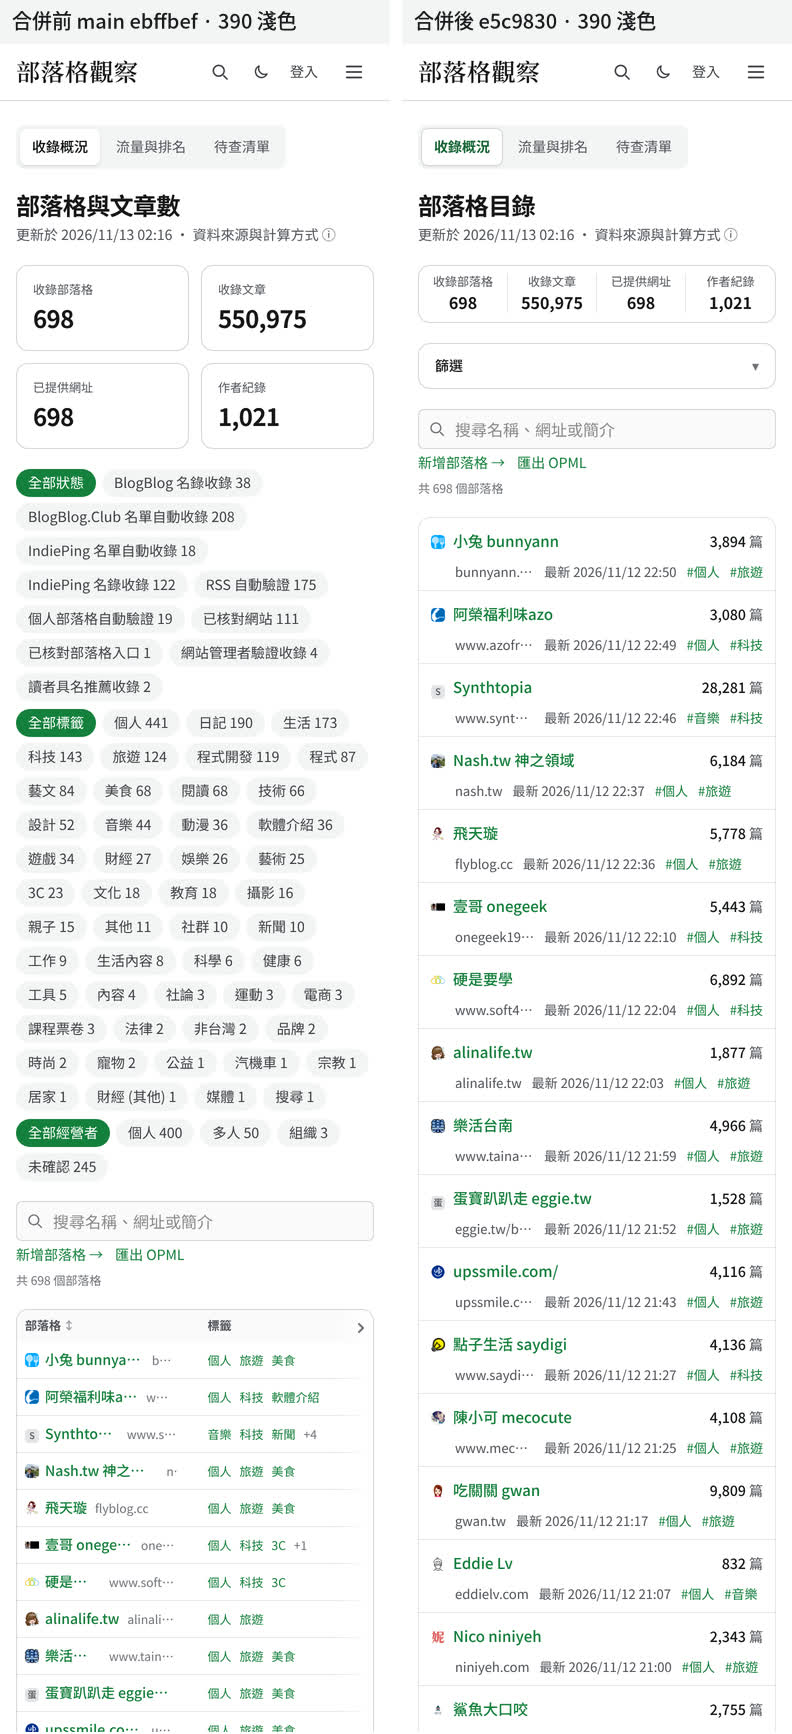 合併前 main ebffbef · 390 淺色
部落格觀察
登入
收錄概況 流量與排名 待查清單
部落格與文章數
更新於 2026/11/13 02:16 · 資料來源與計算方式 ⓘ
收錄部落格
698
收錄文章
550,975
已提供網址
698
作者紀錄
1,021
全部狀態 BlogBlog 名錄收錄 38
BlogBlog.Club 名單自動收錄 208
IndiePing 名單自動收錄 18
IndiePing 名錄收錄 122 RSS 自動驗證 175
個人部落格自動驗證 19 已核對網站 111
已核對部落格入口 1 網站管理者驗證收錄 4
讀者具名推薦收錄 2
全部標籤 個人 441 日記 190 生活 173
科技 143 旅遊 124 程式開發 119 程式 87
藝文 84 美食 68 閱讀 68 技術 66
設計 52 音樂 44 動漫 36 軟體介紹 36
遊戲 34 財經 27 娛樂 26 藝術 25
3C 23 文化 18 教育 18 攝影 16
親子 15 其他 11 社群 10 新聞 10
工作 9 生活內容 8 科學 6 健康 6
工具 5 內容 4 社論 3 運動 3 電商 3
課程票卷 3 法律 2 非台灣 2 品牌 2
時尚 2 寵物 2 公益 1 汽機車 1 宗教 1
居家 1 財經 (其他) 1 媒體 1 搜尋 1
全部經營者 個人 400 多人 50 組織 3
未確認 245
搜尋名稱、網址或簡介
新增部落格 → 匯出 OPML
共 698 個部落格
部落格 ↕ 標籤
小兔 bunnya… b… 個人 旅遊 美食
阿榮福利味a… w… 個人 科技 軟體介紹
S Synthto… www.s… 音樂 科技 新聞 +4
Nash.tw 神之… n· 個人 旅遊 美食
飛天璇 flyblog.cc 個人 旅遊 美食
壹哥 onege… one… 個人 科技 3C +1
硬是… www.soft… 個人 科技 3C
alinalife.tw alinali… 個人 旅遊
樂活… www.tain… 個人 旅遊 美食
蛋 蛋寶趴趴走 eggie… 個人 旅遊 美食
upssmile.co… u… 個人 旅遊 美食
合併後 e5c9830 · 390 淺色
部落格觀察
登入
收錄概況 流量與排名 待查清單
部落格目錄
更新於 2026/11/13 02:16 · 資料來源與計算方式 ⓘ
收錄部落格 收錄文章 已提供網址 作者紀錄
698 550,975 698 1,021
篩選 ▾
搜尋名稱、網址或簡介
新增部落格 → 匯出 OPML
共 698 個部落格
小兔 bunnyann 3,894 篇
bunnyann.… 最新 2026/11/12 22:50 #個人 #旅遊
阿榮福利味azo 3,080 篇
www.azofr… 最新 2026/11/12 22:49 #個人 #科技
S Synthtopia 28,281 篇
www.synt… 最新 2026/11/12 22:46 #音樂 #科技
Nash.tw 神之領域 6,184 篇
nash.tw 最新 2026/11/12 22:37 #個人 #旅遊
飛天璇 5,778 篇
flyblog.cc 最新 2026/11/12 22:36 #個人 #旅遊
壹哥 onegeek 5,443 篇
onegeek19… 最新 2026/11/12 22:10 #個人 #科技
硬是要學 6,892 篇
www.soft4… 最新 2026/11/12 22:04 #個人 #科技
alinalife.tw 1,877 篇
alinalife.tw 最新 2026/11/12 22:03 #個人 #旅遊
樂活台南 4,966 篇
www.taina… 最新 2026/11/12 21:59 #個人 #旅遊
蛋 蛋寶趴趴走 eggie.tw 1,528 篇
eggie.tw/b… 最新 2026/11/12 21:52 #個人 #旅遊
upssmile.com/ 4,116 篇
upssmile.c… 最新 2026/11/12 21:43 #個人 #旅遊
點子生活 saydigi 4,136 篇
www.saydi… 最新 2026/11/12 21:27 #個人 #科技
陳小可 mecocute 4,108 篇
www.mec… 最新 2026/11/12 21:25 #個人 #旅遊
吃關關 gwan 9,809 篇
gwan.tw 最新 2026/11/12 21:17 #個人 #旅遊
Eddie Lv 832 篇
eddielv.com 最新 2026/11/12 21:07 #個人 #音樂
妮 Nico niniyeh 2,343 篇
niniyeh.com 最新 2026/11/12 21:00 #個人 #旅遊
鯊魚大口咬 2,755 篇